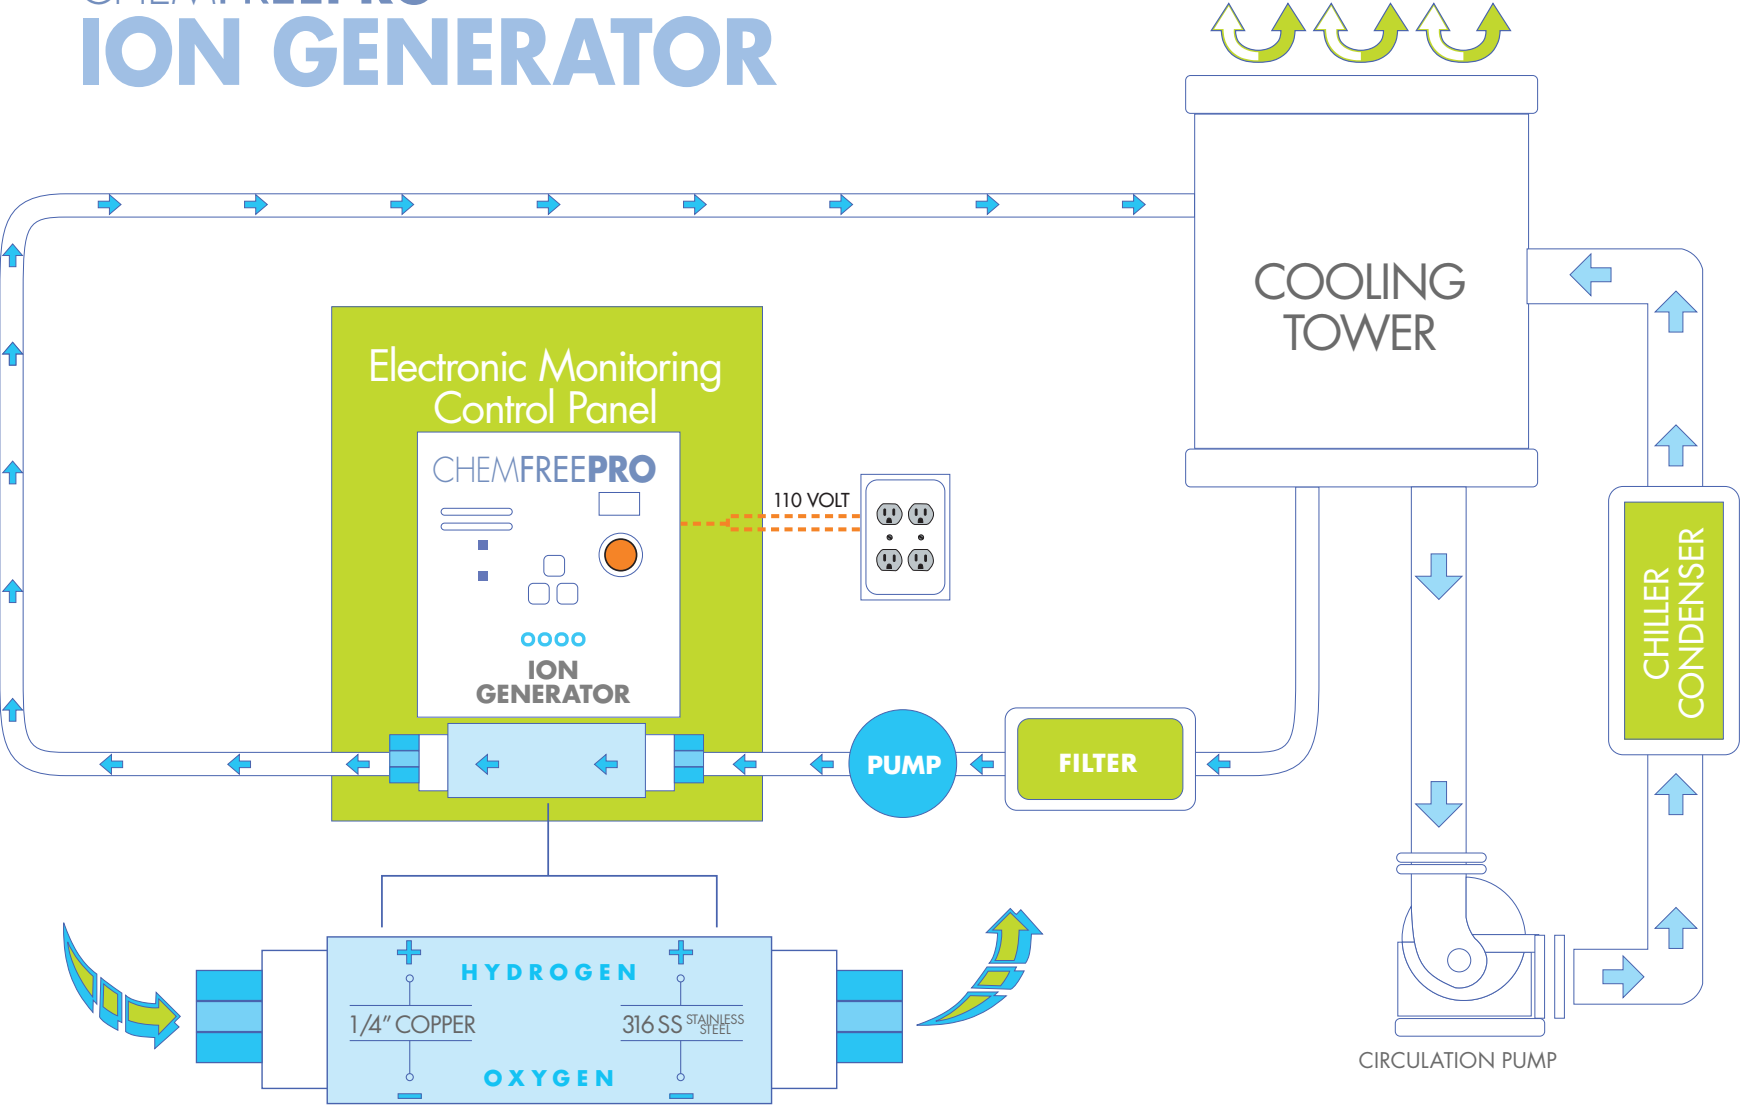 CHEMFREEPRO
ION GENERATOR
COOLING
TOWER
Electronic Monitoring
Control Panel
CHEMFREEPRO
110 VOLT
ION
GENERATOR
CHILLER
CONDENSER
PUMP
FILTER
HYDROGEN
1/4" COPPER
316 SS STAINLESS
STEEL
OXYGEN
CIRCULATION PUMP